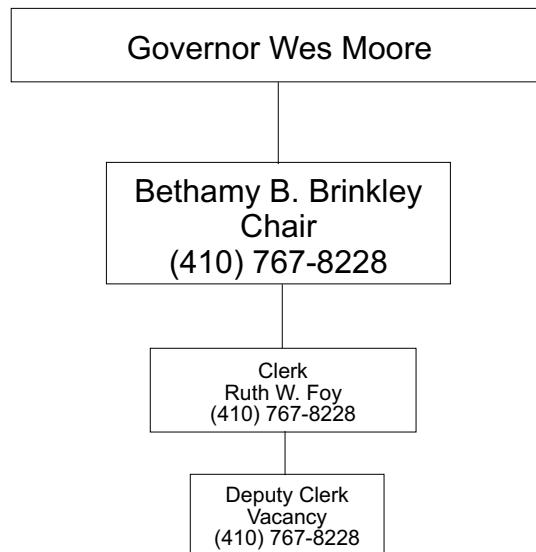 Governor Wes Moore
Bethamy B. Brinkley
Chair
(410) 767-8228
Clerk
Ruth W. Foy
(410) 767-8228
Deputy Clerk
Vacancy
(410) 767-8228